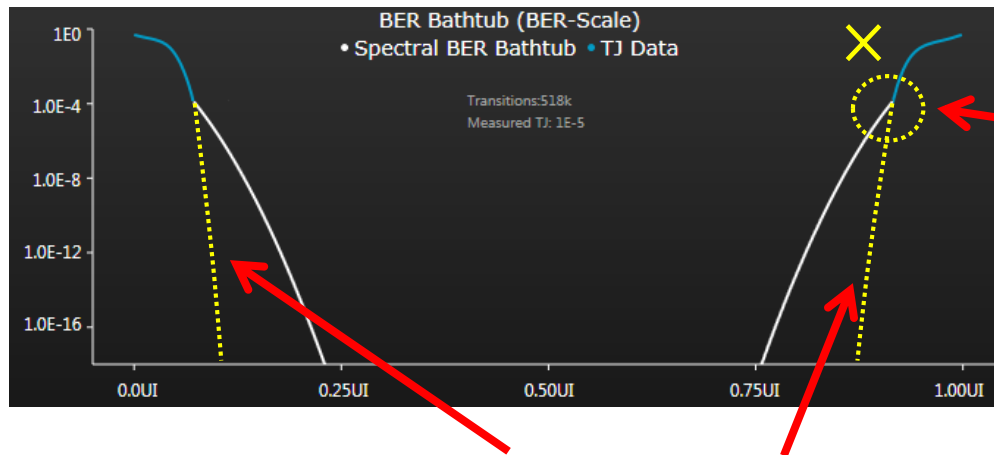 BER Bathtub (BER-Scale)
• Spectral BER Bathtub • TJ Data
Transitions:518k
Measured TJ: 1E-5
1E0
1.0E-4
1.0E-8
1.0E-12
1.0E-16
0.0UI 0.25UI 0.50UI 0.75UI 1.00UI